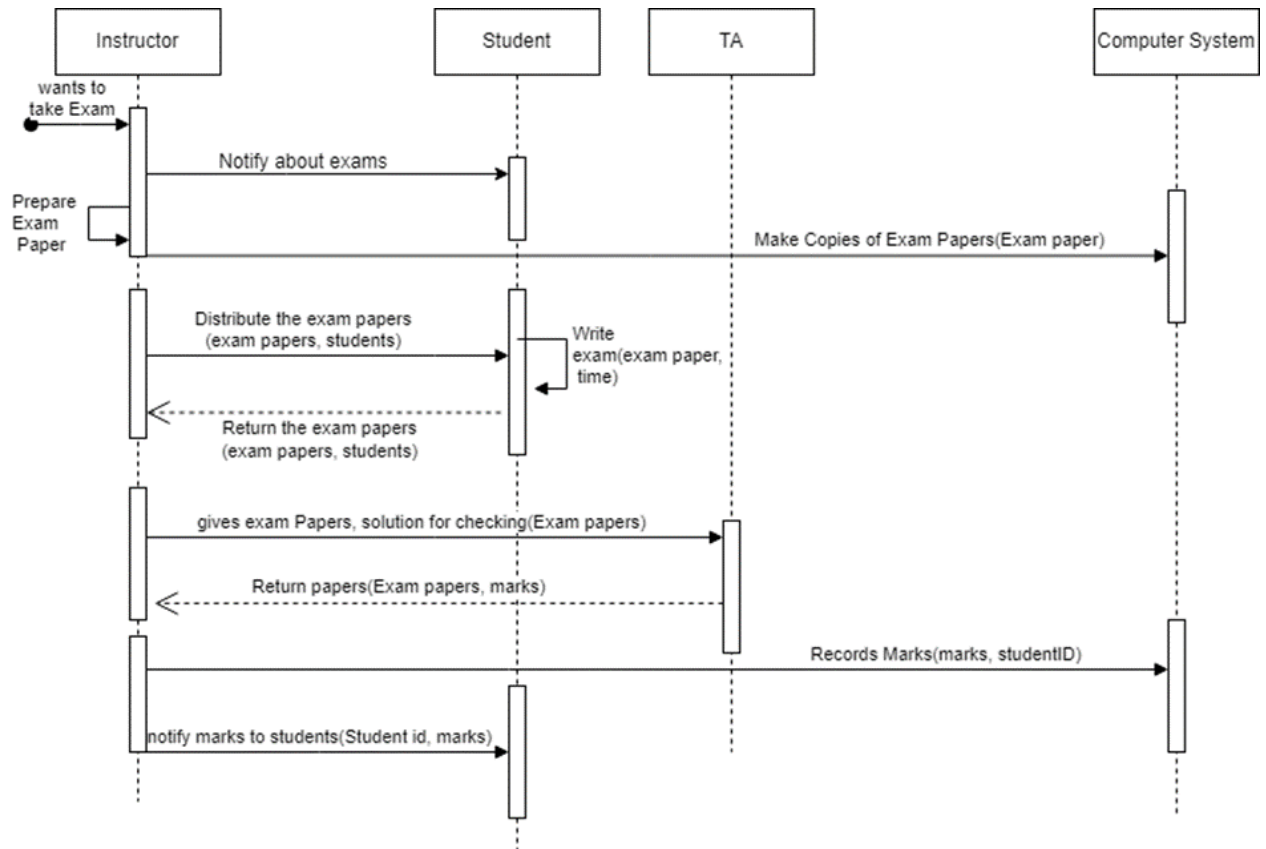 Instructor
Student
TA
Computer System
wants to
take Exam
Notify about exams
Prepare
Exam
Paper
Make Copies of Exam Papers(Exam paper)
Distribute the exam papers
(exam papers, students)
Write
exam(exam paper,
time)
Return the exam papers
(exam papers, students)
gives exam Papers, solution for checking(Exam papers)
Return papers(Exam papers, marks)
Records Marks(marks, studentID)
notify marks to students(Student id, marks)